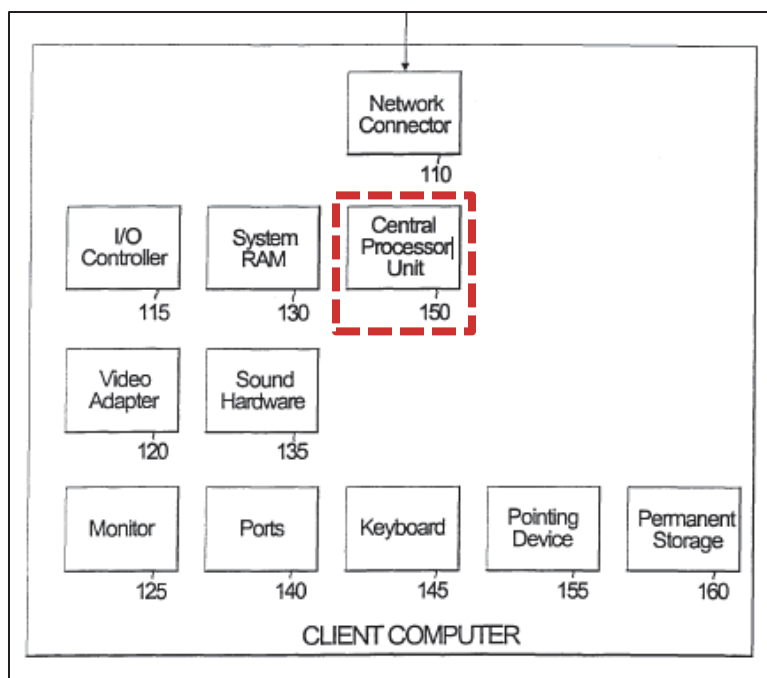 Network
Connector
110
I/O
Controller
115
System
RAM
130
Central
Processor
Unit
150
Video
Adapter
120
Sound
Hardware
135
Monitor
125
Ports
140
Keyboard
145
Pointing
Device
155
Permanent
Storage
160
CLIENT COMPUTER